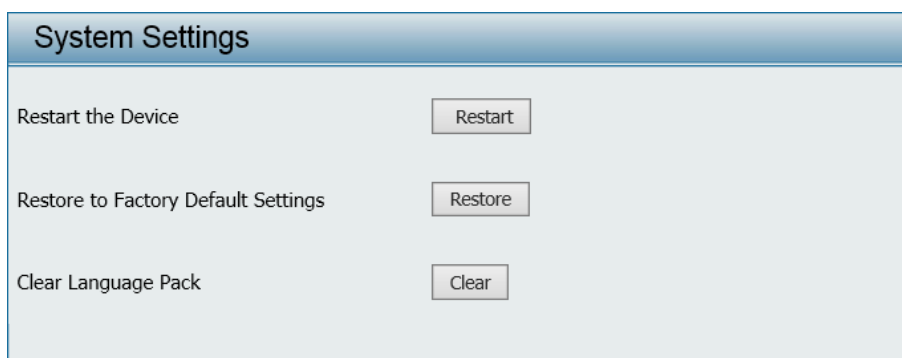 System Settings
Restart the Device Restart
Restore to Factory Default Settings Restore
Clear Language Pack Clear